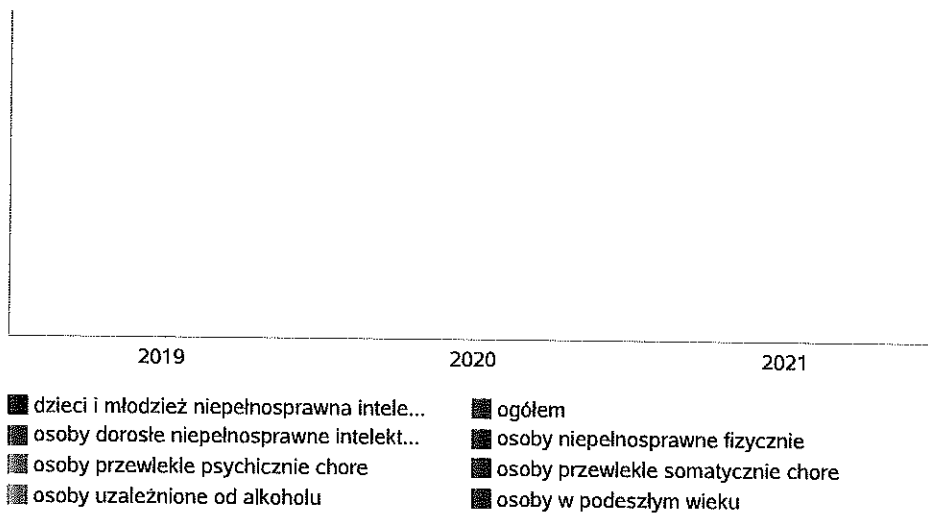 2019 2020 2021
dzieci i młodzież niepełnosprawna intele...
osoby dorosłe niepełnosprawne intelekt...
osoby przewlekle psychicznie chore
osoby uzależnione od alkoholu
ogółem
osoby niepełnosprawne fizycznie
osoby przewlekle somatycznie chore
osoby w podeszłym wieku